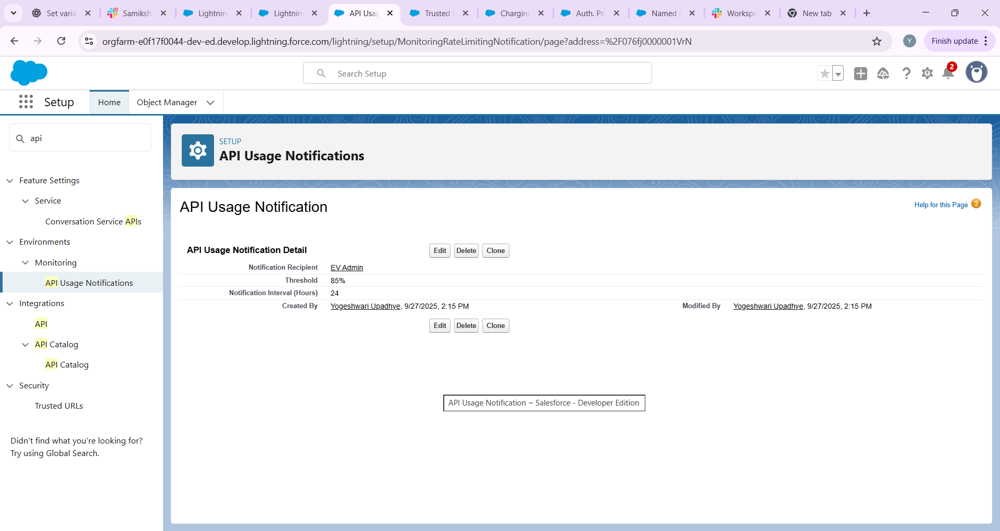 Set varia
Samiksh
Lightnin
Lightnin
API Usag
Trusted
Charging
Auth. Pr
Named
Workspa
New tab
orgfarm-e0f17f0044-dev-ed.develop.lightning.force.com/lightning/setup/MonitoringRateLimitingNotification/page?address=%2F076fj0000001VrN
Y
Finish update
Search Setup
2
Setup
Home
Object Manager
api
Feature Settings
Service
Conversation Service APIs
Environments
Monitoring
API Usage Notifications
Integrations
API
API Catalog
API Catalog
Security
Trusted URLs
Didn't find what you're looking for?
Try using Global Search.
SETUP
API Usage Notifications
API Usage Notification
Help for this Page ?
API Usage Notification Detail
Edit Delete Clone
Notification Recipient EV Admin
Threshold 85%
Notification Interval (Hours) 24
Created By Yogeshwari Upadhye, 9/27/2025, 2:15 PM Modified By Yogeshwari Upadhye, 9/27/2025, 2:15 PM
Edit Delete Clone
API Usage Notification ~ Salesforce - Developer Edition